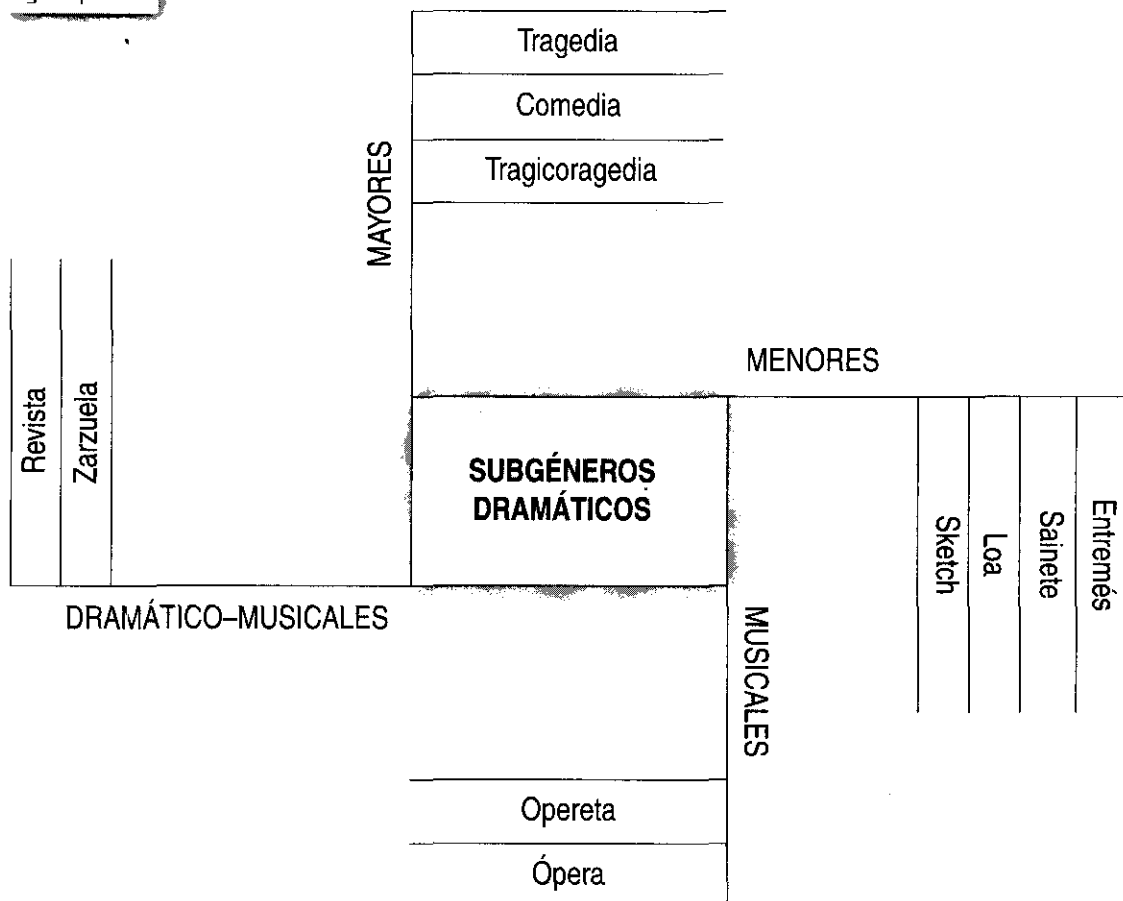 Tragedia
Comedia
Tragicoragedia
MAYORES
Revista
Zarzuela
MENORES
SUBGÉNEROS
DRAMÁTICOS
Sketch
Loa
Sainete
Entremés
DRAMÁTICO–MUSICALES
MUSICALES
Opereta
Ópera